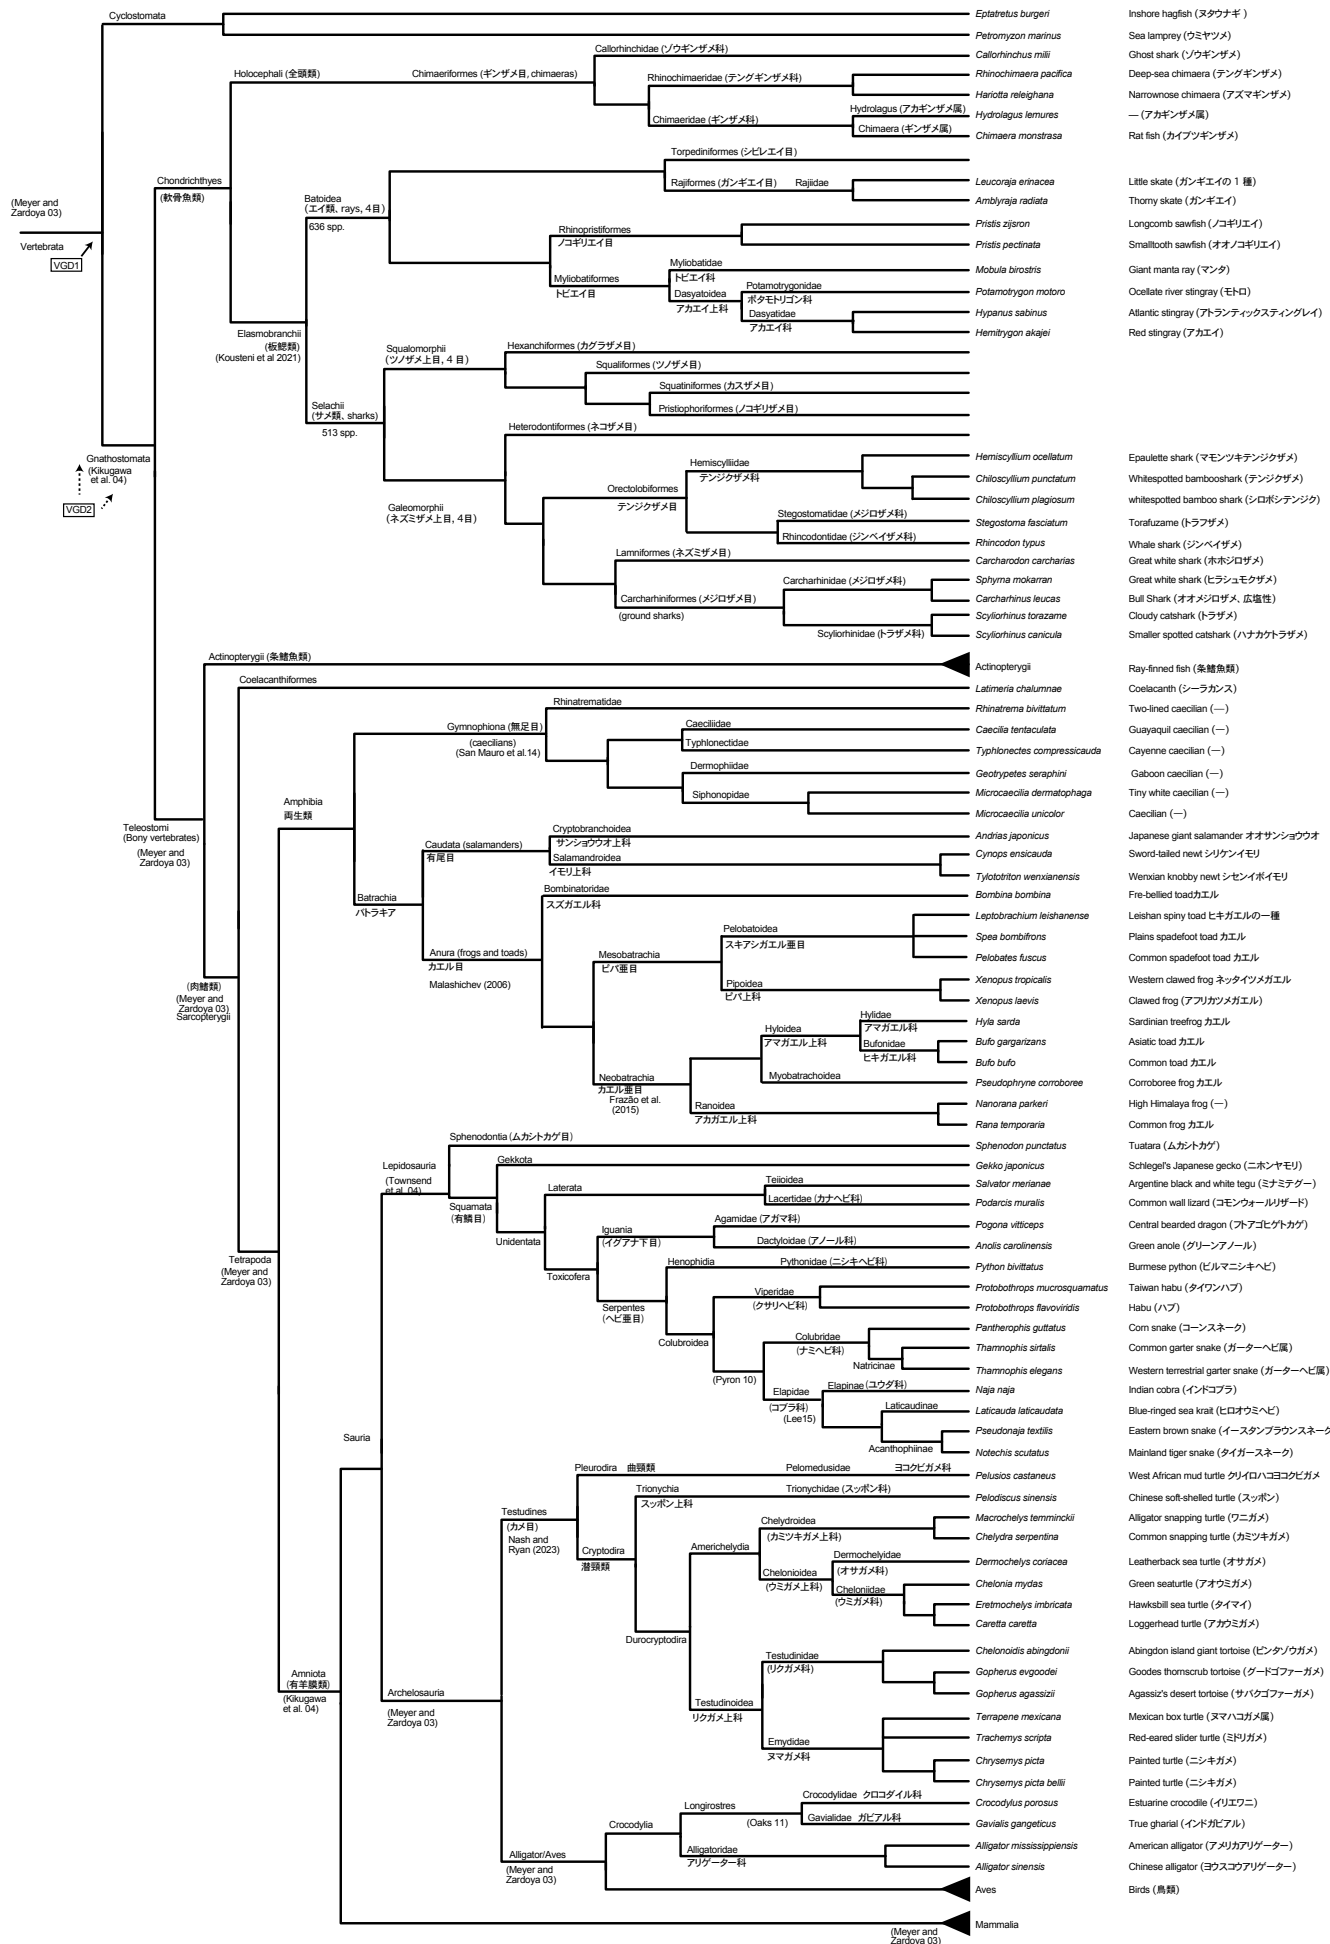 Cyclostomata
Eptatretus burgeri Inshore hagfish (ヌタウナギ )
Petromyzon marinus Sea lamprey (ウミヤツメ)
Callorhinchidae (ゾウギンザメ科)
Callorhinchus milii Ghost shark (ゾウギンザメ)
Holocephali (全頭類) Chimaeriformes (ギンザメ目, chimaeras)
Rhinochimaeridae (テングギンザメ科)
Rhinochimaera pacifica Deep-sea chimaera (テングギンザメ)
Hariotta releighana Narrownose chimaera (アズマギンザメ)
Hydrolagus (アカギンザメ属)
Hydrolagus lemures — (アカギンザメ属)
Chimaeridae (ギンザメ科)
Chimaera (ギンザメ属)
Chimaera monstrasa Rat fish (カイブツギンザメ)
Torpediniformes (シビレエイ目)
Chondrichthyes
(軟骨魚類)
Rajiformes (ガンギエイ目) Rajiidae
Leucoraja erinacea Little skate (ガンギエイの 1 種)
Amblyraja radiata Thorny skate (ガンギエイ)
Batoidea
(エイ類、rays, 4目)
636 spp.
(Meyer and
Zardoya 03)
Vertebrata
VGD1
Rhinopristiformes
ノコギリエイ目
Pristis zijsron Longcomb sawfish (ノコギリエイ)
Pristis pectinata Smalltooth sawfish (オオノコギリエイ)
Myliobatidae
トビエイ科
Mobula birostris Giant manta ray (マンタ)
Myliobatiformes
トビエイ目
Dasyatoidea
アカエイ上科
Potamotrygonidae
ポタモトリゴン科
Potamotrygon motoro Ocellate river stingray (モトロ)
Dasyatidae
アカエイ科
Hypanus sabinus Atlantic stingray (アトランティックスティングレイ)
Hemitrygon akajei Red stingray (アカエイ)
Elasmobranchii
(板鰓類)
(Kousteni et al 2021)
Squalomorphii
(ツノザメ上目, 4 目)
Hexanchiformes (カグラザメ目)
Squaliformes (ツノザメ目)
Squatiniformes (カスザメ目)
Pristiophoriformes (ノコギリザメ目)
Selachii
(サメ類、sharks)
513 spp.
Heterodontiformes (ネコザメ目)
Gnathostomata
(Kikugawa
et al. 04)
VGD2
Hemiscylliidae
テンジクザメ科
Hemiscyllium ocellatum Epaulette shark (マモンツキテンジクザメ)
Chiloscyllium punctatum Whitespotted bambooshark (テンジクザメ)
Chiloscyllium plagiosum whitespotted bamboo shark (シロボシテンジク)
Orectolobiformes
テンジクザメ目
Galeomorphii
(ネズミザメ上目, 4目)
Stegostomatidae (メジロザメ科)
Stegostoma fasciatum Torafuzame (トラフザメ)
Rhincodontidae (ジンベイザメ科)
Rhincodon typus Whale shark (ジンベイザメ)
Lamniformes (ネズミザメ目)
Carcharodon carcharias Great white shark (ホホジロザメ)
Carcharhinidae (メジロザメ科)
Sphyrna mokarran Great white shark (ヒラシュモクザメ)
Carcharhiniformes (メジロザメ目)
(ground sharks)
Carcharhinus leucas Bull Shark (オオメジロザメ、広塩性)
Scyliorhinus torazame Cloudy catshark (トラザメ)
Scyliorhinidae (トラザメ科)
Scyliorhinus canicula Smaller spotted catshark (ハナカケトラザメ)
Actinopterygii (条鰭魚類)
Actinopterygii Ray-finned fish (条鰭魚類)
Coelacanthiformes
Latimeria chalumnae Coelacanth (シーラカンス)
Rhinatrematidae
Rhinatrema bivittatum Two-lined caecilian (—)
Gymnophiona (無足目)
(caecilians)
(San Mauro et al.14)
Caeciliidae
Caecilia tentaculata Guayaquil caecilian (—)
Typhlonectidae
Typhlonectes compressicauda Cayenne caecilian (—)
Dermophiidae
Geotrypetes seraphini Gaboon caecilian (—)
Siphonopidae
Microcaecilia dermatophaga Tiny white caecilian (—)
Microcaecilia unicolor Caecilian (—)
Amphibia
両生類
Teleostomi
(Bony vertebrates)
(Meyer and
Zardoya 03)
Cryptobranchoidea
サンショウウオ上科
Andrias japonicus Japanese giant salamander オオサンショウウオ
Caudata (salamanders)
有尾目
Salamandroidea
イモリ上科
Cynops ensicauda Sword-tailed newt シリケンイモリ
Tylototriton wenxianensis Wenxian knobby newt シセンイボイモリ
Batrachia
バトラキア
Bombinatoridae
スズガエル科
Bombina bombina Fre-bellied toadカエル
Leptobrachium leishanense Leishan spiny toad ヒキガエルの一種
Pelobatoidea
スキアシガエル亜目
Spea bombifrons Plains spadefoot toad カエル
Pelobates fuscus Common spadefoot toad カエル
Anura (frogs and toads)
カエル目
Malashichev (2006)
Mesobatrachia
ピパ亜目
Pipoidea
ピパ上科
Xenopus tropicalis Western clawed frog ネッタイツメガエル
Xenopus laevis Clawed frog (アフリカツメガエル)
(肉鰭類)
(Meyer and
Zardoya 03)
Sarcopterygii
Hylidae
アマガエル科
Hyla sarda Sardinian treefrog カエル
Hyloidea
アマガエル上科
Bufonidae
ヒキガエル科
Bufo gargarizans Asiatic toad カエル
Bufo bufo Common toad カエル
Neobatrachia
カエル亜目
Frazão et al.
(2015)
Myobatrachoidea
Pseudophryne corroboree Corroboree frog カエル
Ranoidea
アカガエル上科
Nanorana parkeri High Himalaya frog (—)
Rana temporaria Common frog カエル
Sphenodontia (ムカシトカゲ目)
Sphenodon punctatus Tuatara (ムカシトカゲ)
Lepidosauria
(Townsend
et al. 04)
Gekkota
Gekko japonicus Schlegel's Japanese gecko (ニホンヤモリ)
Squamata
(有鱗目)
Laterata
Teiioidea
Salvator merianae Argentine black and white tegu (ミナミテグー)
Lacertidae (カナヘビ科)
Podarcis muralis Common wall lizard (コモンウォールリザード)
Unidentata
Iguania
(イグアナ下目)
Agamidae (アガマ科)
Pogona vitticeps Central bearded dragon (フトアゴヒゲトカゲ)
Dactyloidae (アノール科)
Anolis carolinensis Green anole (グリーンアノール)
Tetrapoda
(Meyer and
Zardoya 03)
Toxicofera
Henophidia Pythonidae (ニシキヘビ科)
Python bivittatus Burmese python (ビルマニシキヘビ)
Serpentes
(ヘビ亜目)
Viperidae
(クサリヘビ科)
Protobothrops mucrosquamatus Taiwan habu (タイワンハブ)
Protobothrops flavoviridis Habu (ハブ)
Colubroidea
Colubridae
(ナミヘビ科)
Pantherophis guttatus Corn snake (コーンスネーク)
Natricinae
Thamnophis sirtalis Common garter snake (ガーターヘビ属)
Thamnophis elegans Western terrestrial garter snake (ガーターヘビ属)
(Pyron 10)
Elapidae
(コブラ科)
(Lee15)
Elapinae (ユウダ科)
Naja naja Indian cobra (インドコブラ)
Laticaudinae
Laticauda laticaudata Blue-ringed sea krait (ヒロオウミヘビ)
Acanthophiinae
Pseudonaja textilis Eastern brown snake (イースタンブラウンスネーク
Notechis scutatus Mainland tiger snake (タイガースネーク)
Sauria
Pleurodira 曲頸類 Pelomedusidae ヨコクビガメ科
Pelusios castaneus West African mud turtle クリイロハコヨコクビガメ
Trionychia
スッポン上科
Trionychidae (スッポン科)
Pelodiscus sinensis Chinese soft-shelled turtle (スッポン)
Testudines
(カメ目)
Nash and
Ryan (2023)
Cryptodira
潜頸類
Chelydroidea
(カミツキガメ上科)
Macrochelys temminckii Alligator snapping turtle (ワニガメ)
Chelydra serpentina Common snapping turtle (カミツキガメ)
Americhelydia
Chelonioidea
(ウミガメ上科)
Dermochelyidae
(オサガメ科)
Dermochelys coriacea Leatherback sea turtle (オサガメ)
Cheloniidae
(ウミガメ科)
Chelonia mydas Green seaturtle (アオウミガメ)
Eretmochelys imbricata Hawksbill sea turtle (タイマイ)
Caretta caretta Loggerhead turtle (アカウミガメ)
Durocryptodira
Testudinidae
(リクガメ科)
Chelonoidis abingdonii Abingdon island giant tortoise (ピンタゾウガメ)
Gopherus evgoodei Goodes thornscrub tortoise (グードゴファーガメ)
Gopherus agassizii Agassiz's desert tortoise (サバクゴファーガメ)
Amniota
(有羊膜類)
(Kikugawa
et al. 04)
Archelosauria
(Meyer and
Zardoya 03)
Testudinoidea
リクガメ上科
Emydidae
ヌマガメ科
Terrapene mexicana Mexican box turtle (ヌマハコガメ属)
Trachemys scripta Red-eared slider turtle (ミドリガメ)
Chrysemys picta Painted turtle (ニシキガメ)
Chrysemys picta bellii Painted turtle (ニシキガメ)
Crocodylia
Longirostres
(Oaks 11)
Crocodylidae クロコダイル科
Crocodylus porosus Estuarine crocodile (イリエワニ)
Gavialidae ガビアル科
Gavialis gangeticus True gharial (インドガビアル)
Alligatoridae
アリゲーター科
Alligator mississippiensis American alligator (アメリカアリゲーター)
Alligator sinensis Chinese alligator (ヨウスコウアリゲーター)
Alligator/Aves
(Meyer and
Zardoya 03)
Aves Birds (鳥類)
Mammalia
(Meyer and
Zardoya 03)